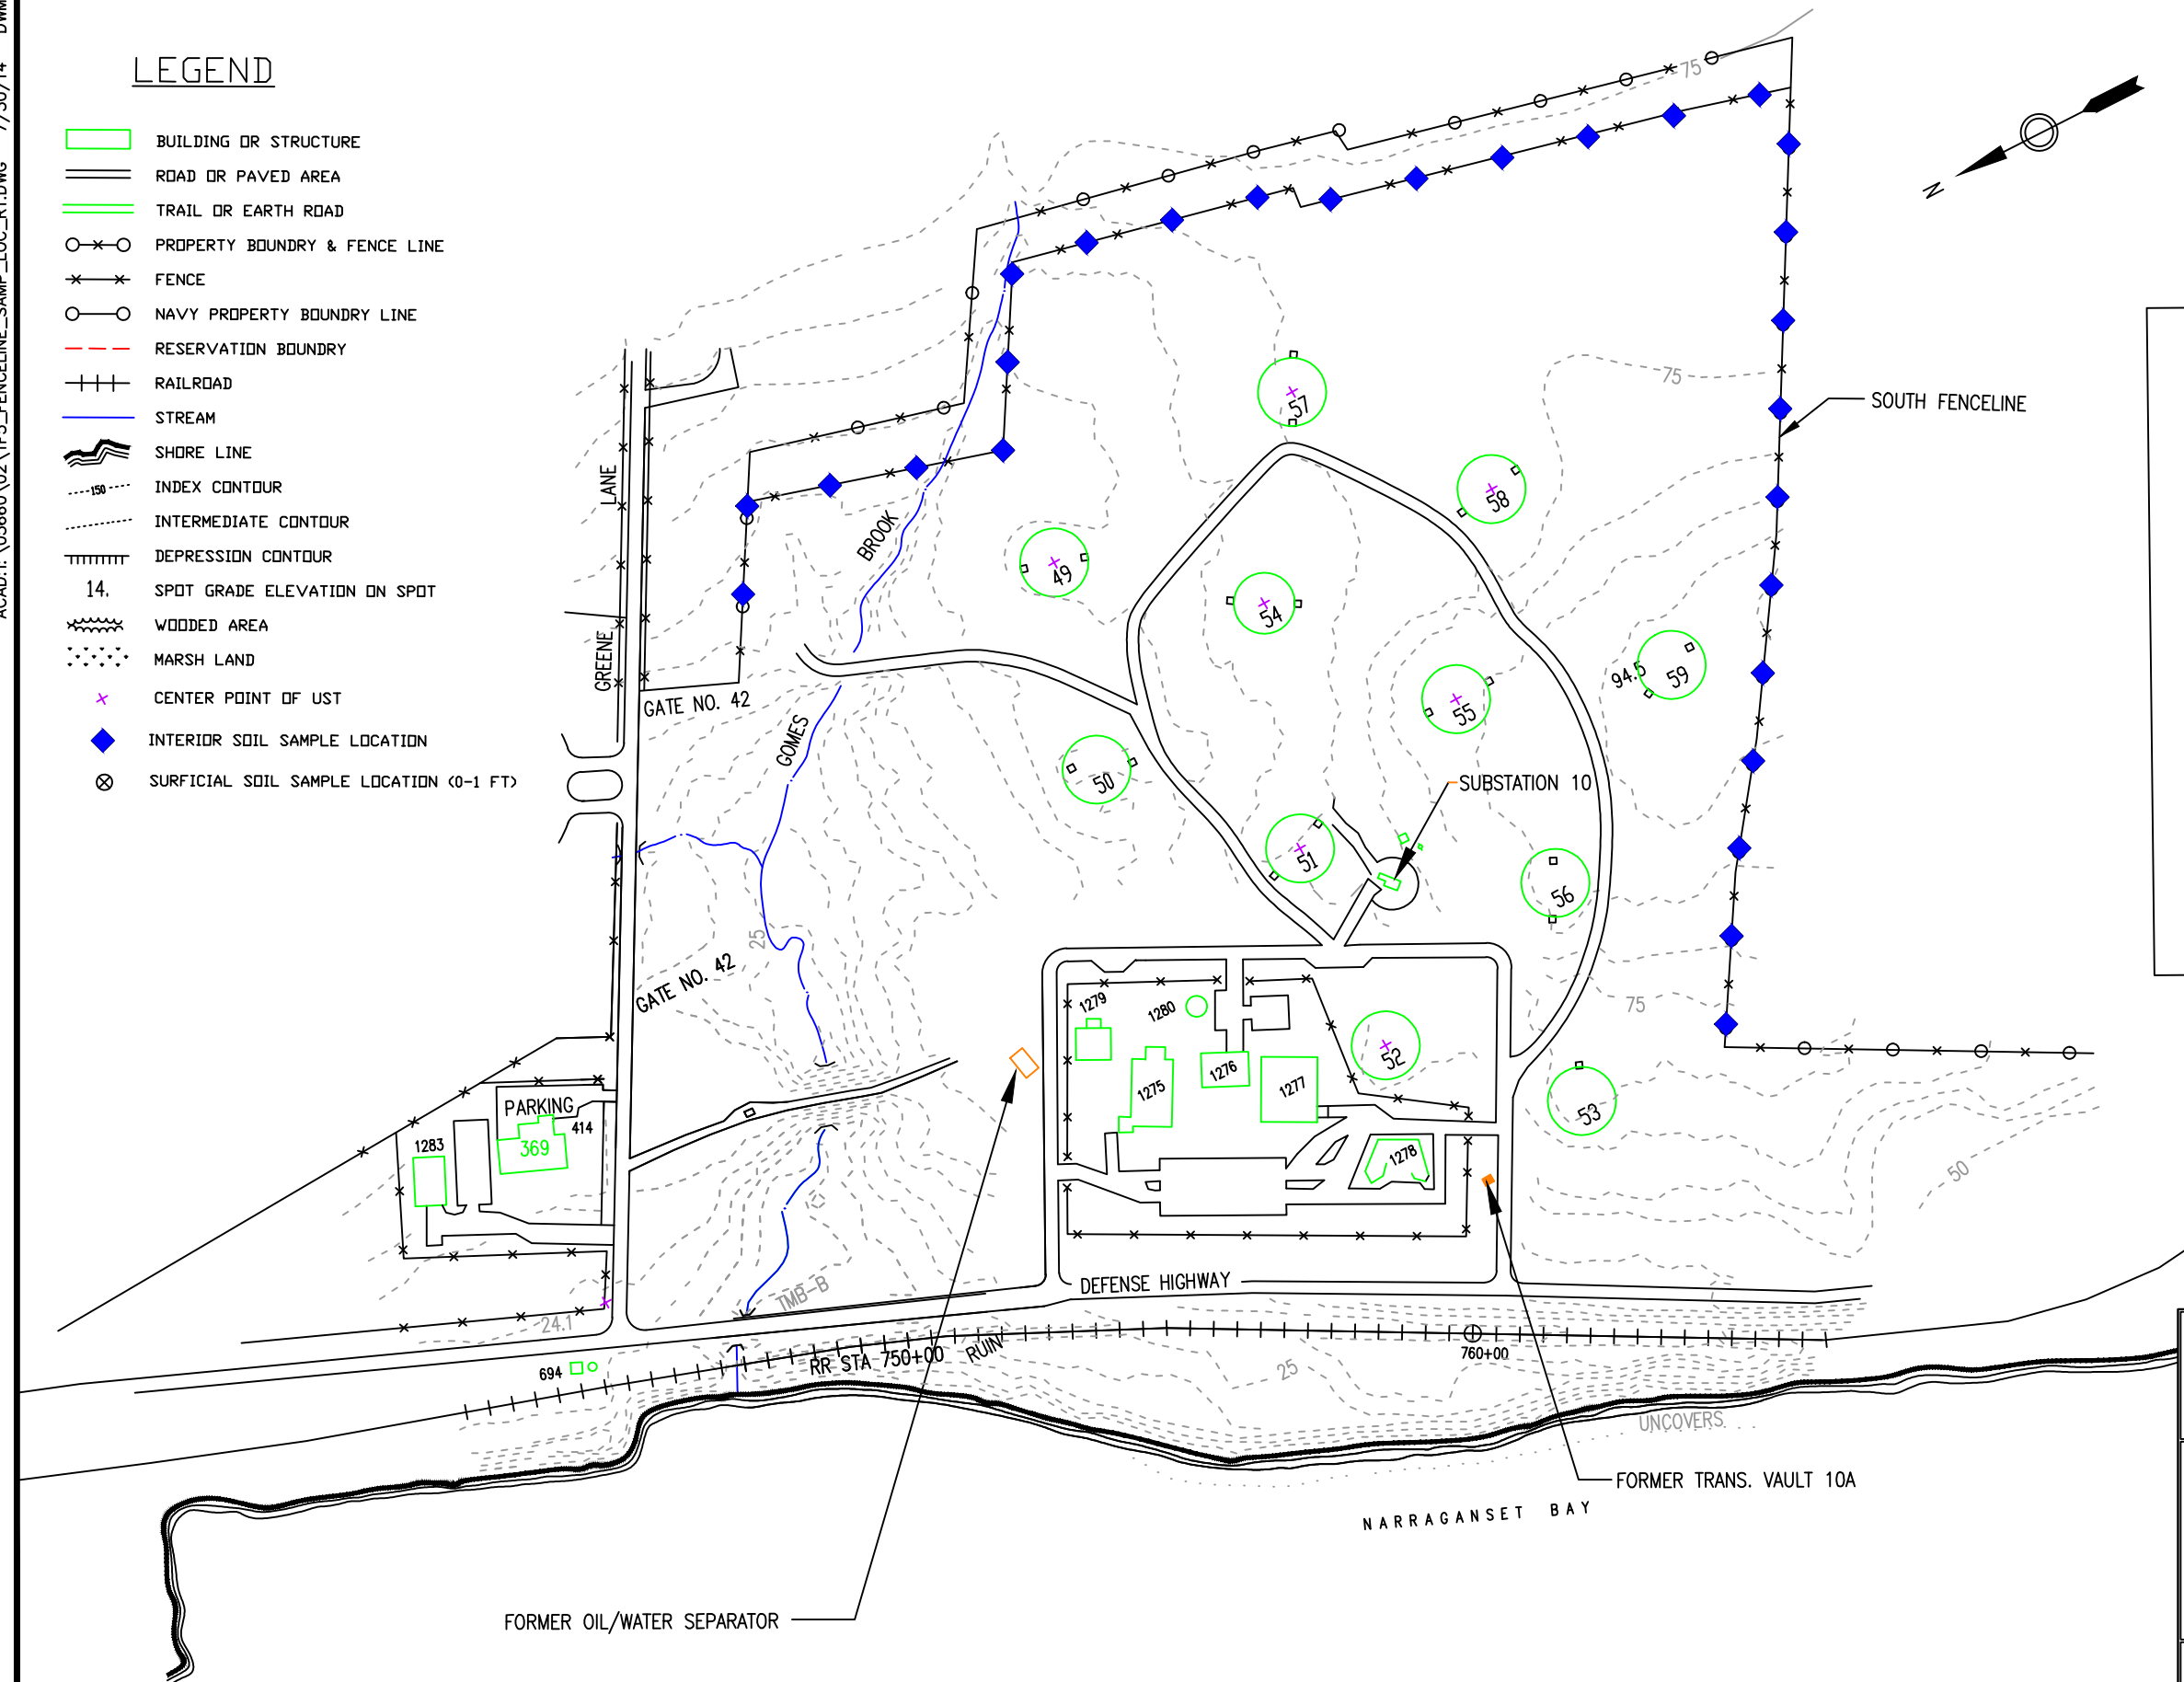 LEGEND
BUILDING OR STRUCTURE
ROAD OR PAVED AREA
TRAIL OR EARTH ROAD
PROPERTY BOUNDRY & FENCE LINE
FENCE
NAVY PROPERTY BOUNDRY LINE
RESERVATION BOUNDRY
RAILROAD
STREAM
SHORE LINE
150
INDEX CONTOUR
INTERMEDIATE CONTOUR
DEPRESSION CONTOUR
14.
SPOT GRADE ELEVATION ON SPOT
WOODED AREA
MARSH LAND
CENTER POINT OF UST
INTERIOR SOIL SAMPLE LOCATION
SURFICIAL SOIL SAMPLE LOCATION (0-1 FT)
N
75
75
SOUTH FENCELINE
GREENE LANE
GOMES BROOK
57
58
49
54
59
94.5
55
50
51
56
SUBSTATION 10
GATE NO. 42
GATE NO. 42
25
75
1279
1280
52
1275
1276
1277
53
1278
50
PARKING
414
369
1283
DEFENSE HIGHWAY
TMB-B
24.1
694
RR STA 750+00
RUIN
760+00
25
UNCOVERS
FORMER TRANS. VAULT 10A
NARRAGANSET BAY
FORMER OIL/WATER SEPARATOR